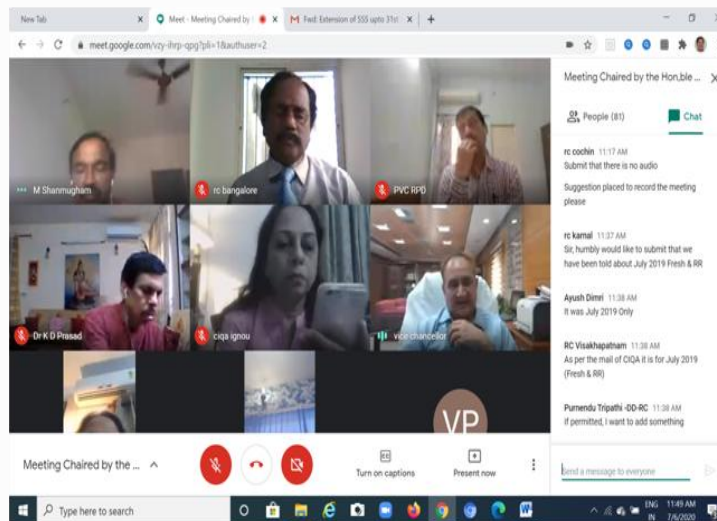 New Tab
Meet - Meeting Chaired by
Fwd: Extension of SSS upto 31st
meet.google.com/vzy-ihrp-qpg?pli=1&authuser=2
Meeting Chaired by the Hon,ble ...
People (81)
Chat
M Shanmugham
rc bangalore
PVC RPD
Dr K D Prasad
ciqa ignou
vice chancellor
VP
rc cochin 11:17 AM
Submit that there is no audio
Suggestion placed to record the meeting
please
rc karnal 11:37 AM
Sir, humbly would like to submit that we
have been told about July 2019 Fresh & RR
Ayush Dimri 11:38 AM
It was July 2019 Only
RC Visakhapatnam 11:38 AM
As per the mail of CIQA it is for July 2019
(Fresh & RR)
Purnendu Tripathi -DD-RC 11:38 AM
If permitted, I want to add something
Send a message to everyone
Meeting Chaired by the ...
Turn on captions
Present now
Type here to search
ENG
IN
11:49 AM
7/6/2020